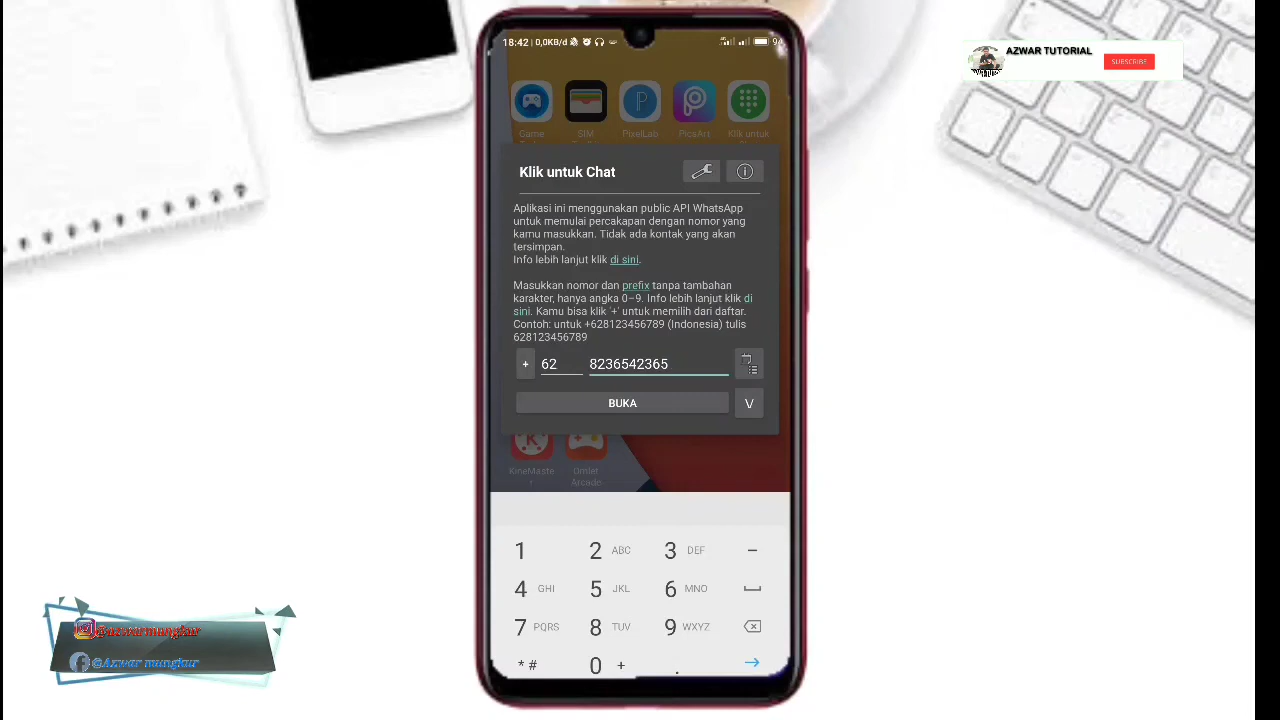 18:42 | 0,0KB/d
AZWAR TUTORIAL
SUBSCRIBE
Game
SIM
PixelLab
PicsArt
Klik untuk
Klik untuk Chat
Aplikasi ini menggunakan public API WhatsApp
untuk memulai percakapan dengan nomor yang
kamu masukkan. Tidak ada kontak yang akan
tersimpan.
Info lebih lanjut klik di sini.
Masukkan nomor dan prefix tanpa tambahan
karakter, hanya angka 0–9. Info lebih lanjut klik di
sini. Kamu bisa klik '+' untuk memilih dari daftar.
Contoh: untuk +628123456789 (Indonesia) tulis
628123456789
+ 62 8236542365
BUKA V
KineMaste
r
Omlet
Arcade
1 2 ABC 3 DEF –
4 GHI 5 JKL 6 MNO
7 PQRS 8 TUV 9 WXYZ
* # 0 + .
@azwarmungkur
@Azwar mungkur